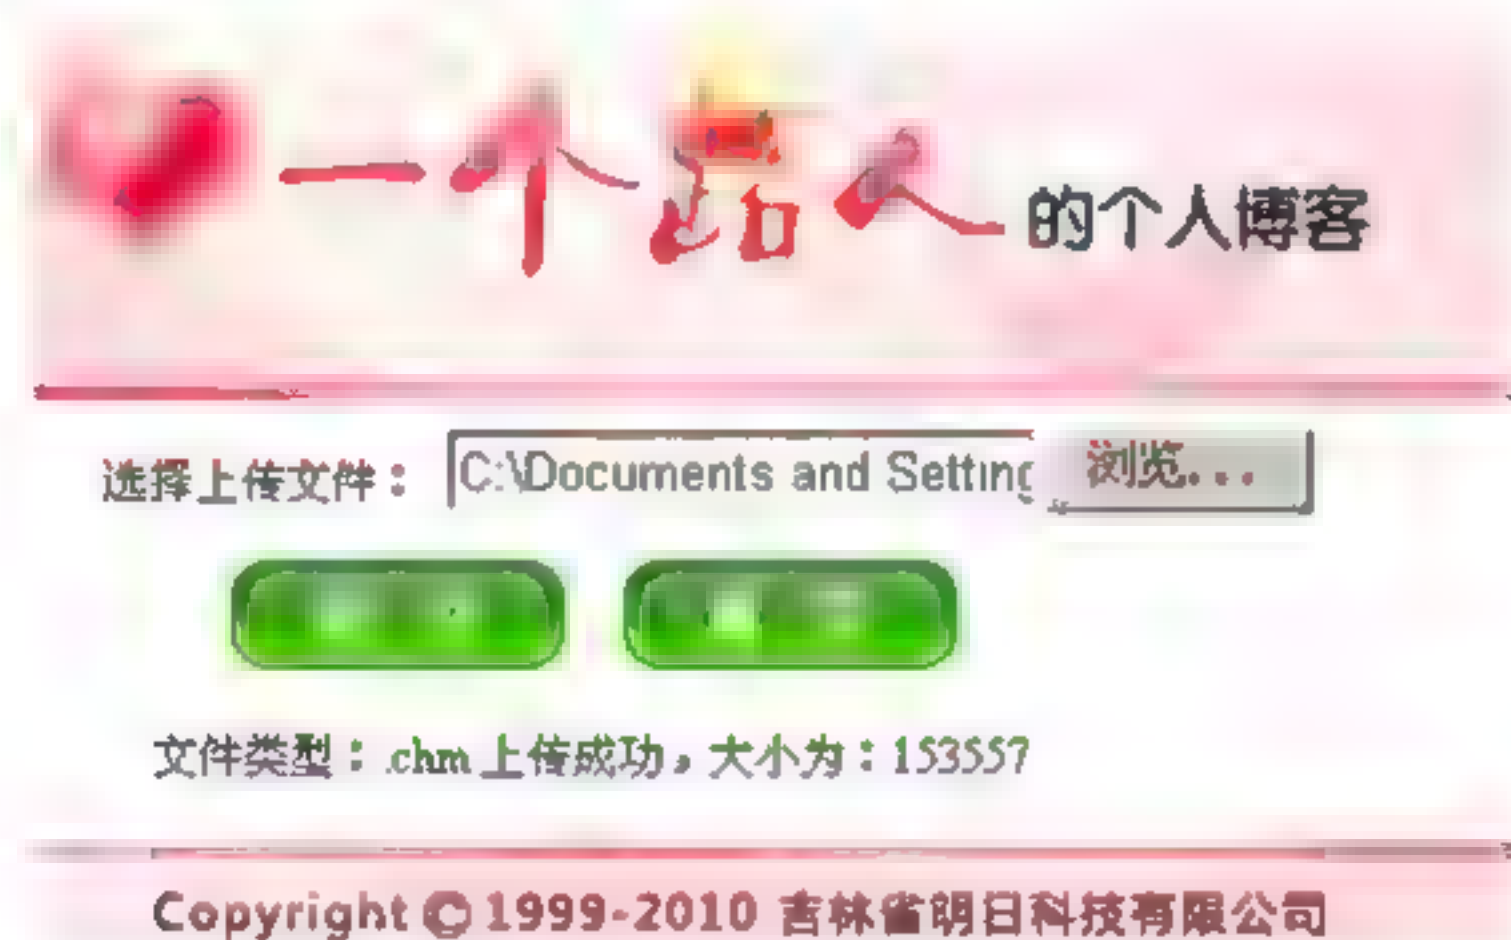 一个 人 的个人博客
选择上传文件： C:\Documents and Setting 浏览...
文件类型：.chm 上传成功，大小为：153557
Copyright © 1999-2010 吉林省明日科技有限公司